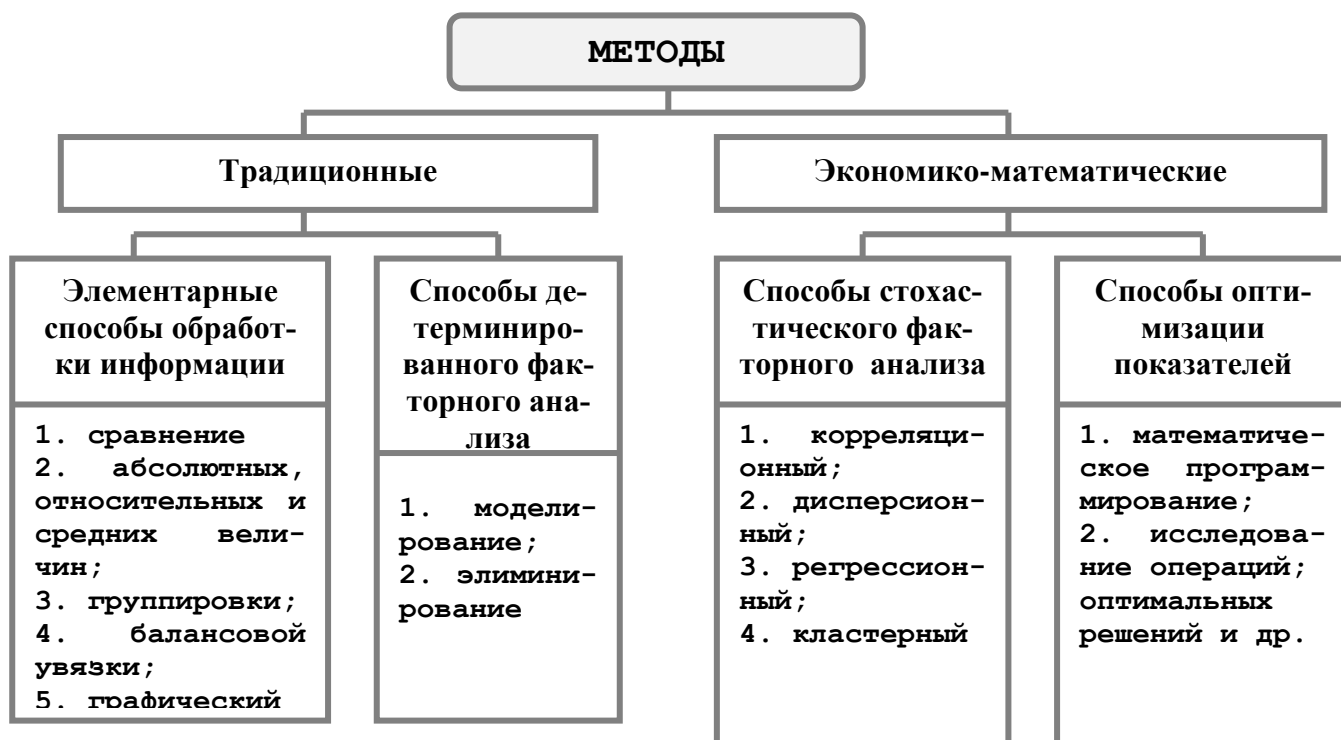 МЕТОДЫ
Традиционные
Экономико-математические
Элементарные
способы обработ-
ки информации
1. сравнение
2. абсолютных,
относительных и
средних вели-
чин;
3. группировки;
4. балансовой
увязки;
5. графический
Способы де-
терминиро-
ванного фак-
торного ана-
лиза
1. модели-
рование;
2. элимини-
рование
Способы стохас-
тического фак-
торного анализа
1. корреляци-
онный;
2. дисперсион-
ный;
3. регрессион-
ный;
4. кластерный
Способы опти-
мизации
показателей
1. математиче-
ское програм-
мирование;
2. исследова-
ние операций;
оптимальных
решений и др.